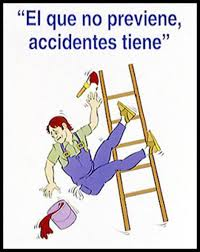 “El que no previene,
accidentes tiene”